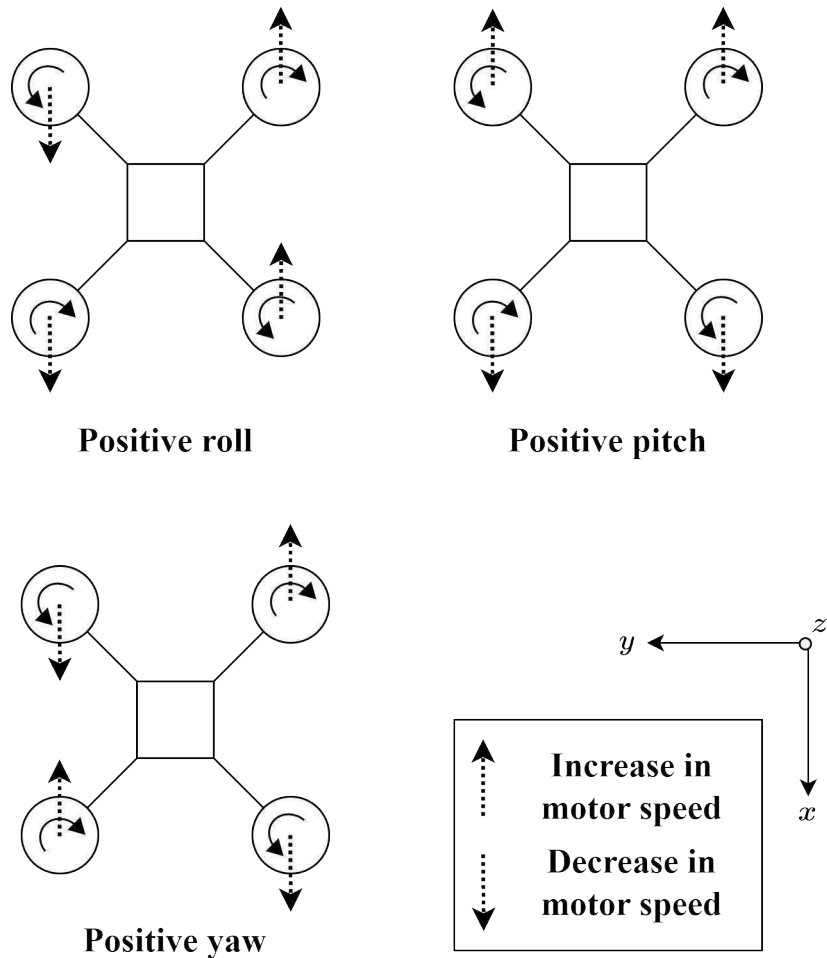 Positive roll
Positive pitch
z
y
Increase in
motor speed
x
Decrease in
motor speed
Positive yaw